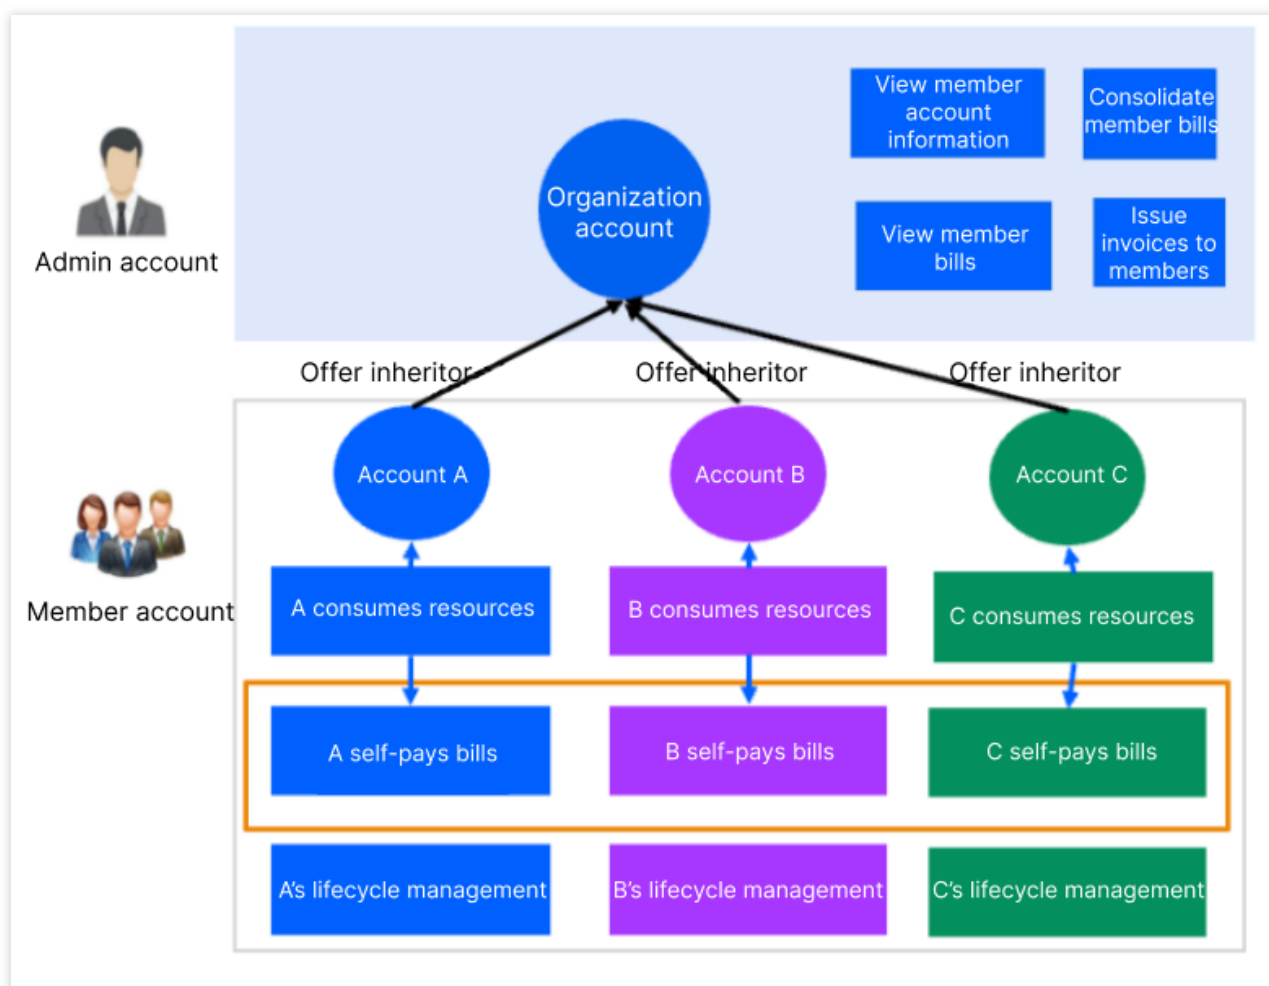 View member
account
information
Consolidate
member bills
Organization
account
View member
bills
Issue
invoices to
members
Admin account
Offer inheritor
Offer inheritor
Offer inheritor
Account A
Account B
Account C
Member account
A consumes resources
B consumes resources
C consumes resources
A self-pays bills
B self-pays bills
C self-pays bills
A's lifecycle management
B's lifecycle management
C's lifecycle management